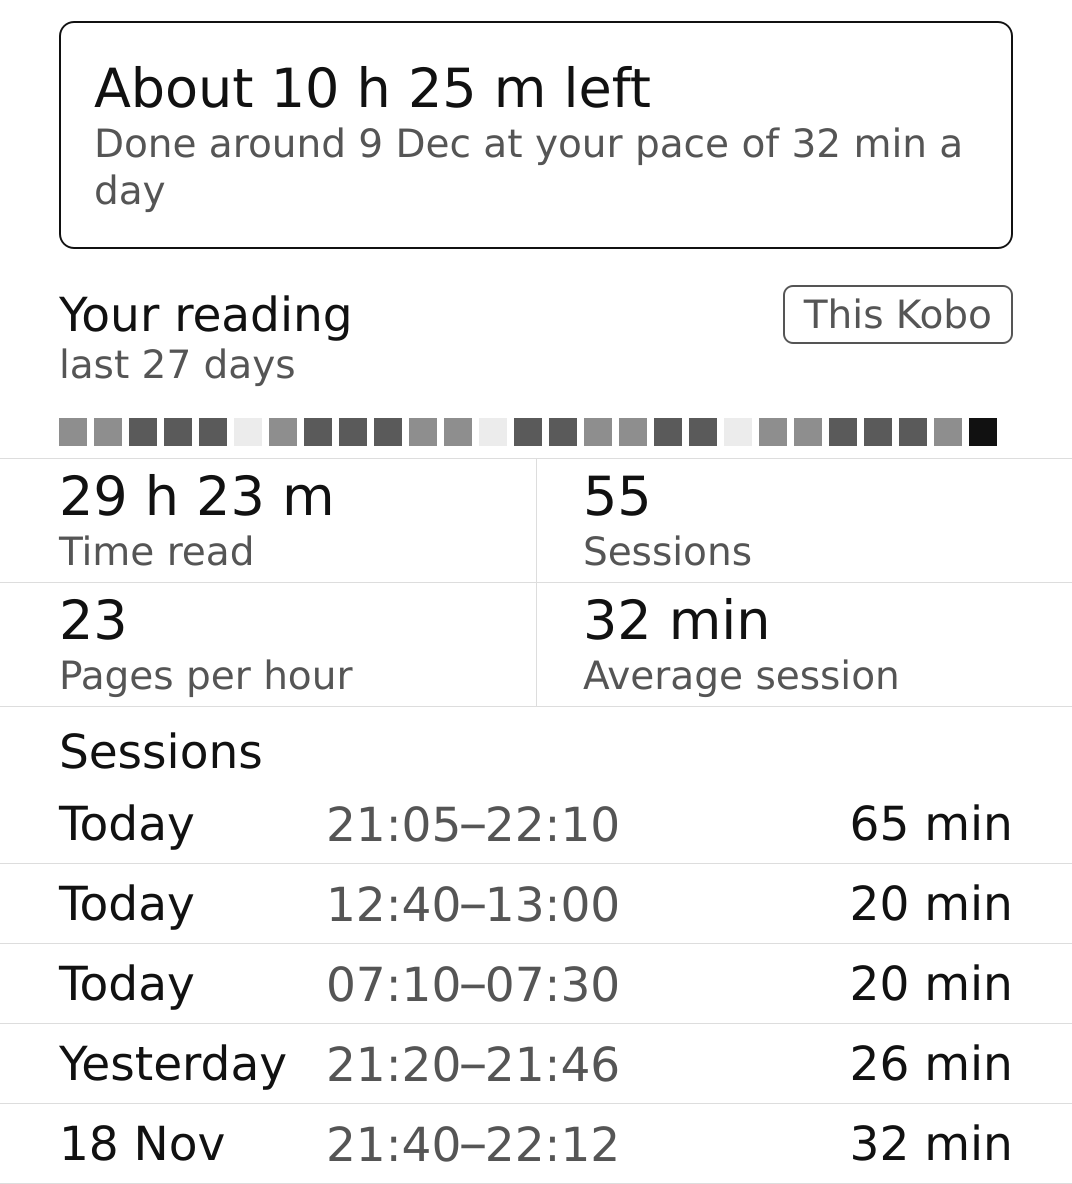 About 10 h 25 m left
Done around 9 Dec at your pace of 32 min a
day
Your reading
This Kobo
last 27 days
29 h 23 m
55
Time read
Sessions
23
32 min
Pages per hour
Average session
Sessions
Today 21:05–22:10 65 min
Today 12:40–13:00 20 min
Today 07:10–07:30 20 min
Yesterday 21:20–21:46 26 min
18 Nov 21:40–22:12 32 min